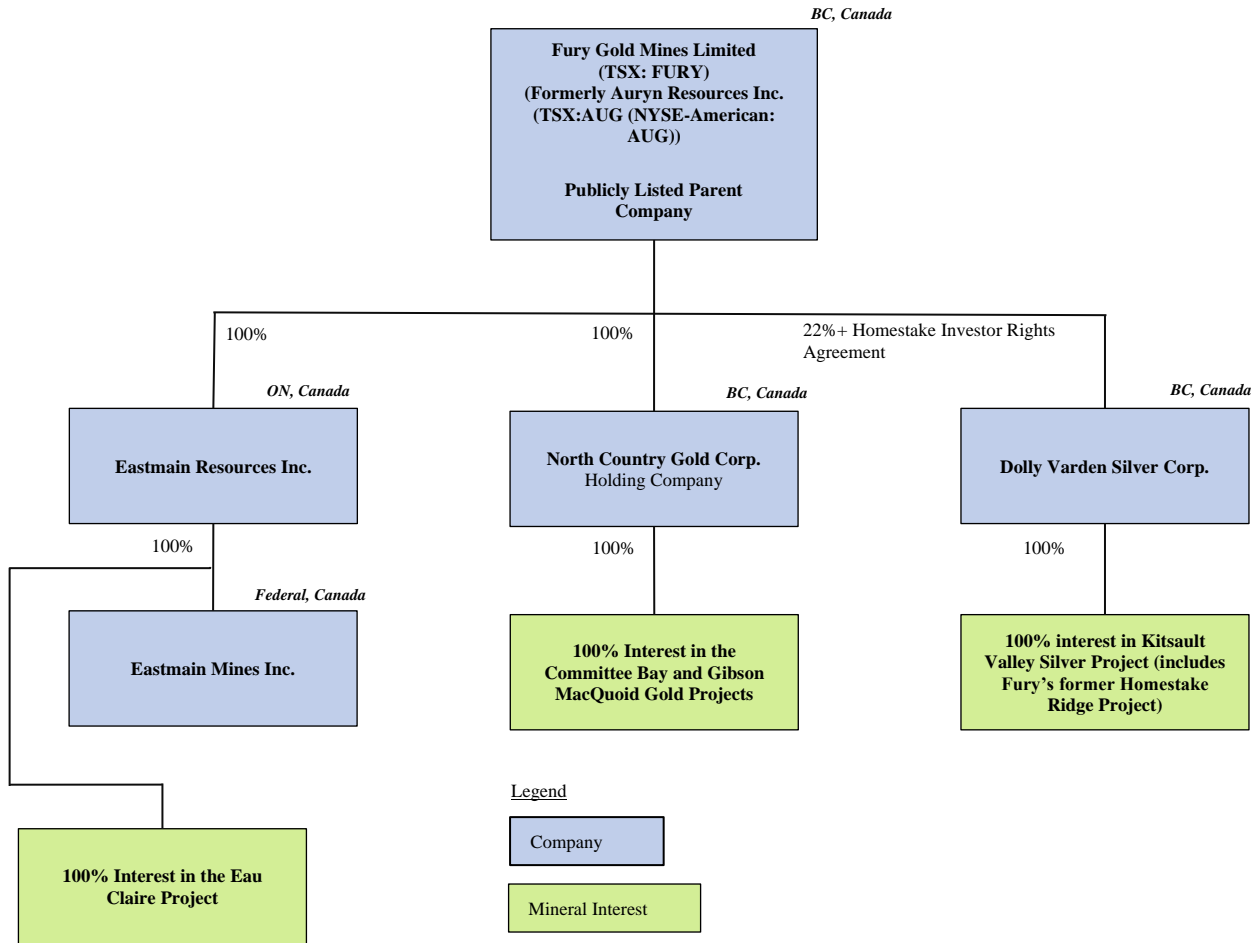 BC, Canada
Fury Gold Mines Limited
(TSX: FURY)
(Formerly Auryn Resources Inc.
(TSX:AUG (NYSE-American:
AUG))
Publicly Listed Parent
Company
100%
100%
22%+ Homestake Investor Rights
Agreement
ON, Canada
BC, Canada
BC, Canada
Eastmain Resources Inc.
North Country Gold Corp.
Holding Company
Dolly Varden Silver Corp.
100%
100%
100%
Federal, Canada
Eastmain Mines Inc.
100% Interest in the
Committee Bay and Gibson
MacQuoid Gold Projects
100% interest in Kitsault
Valley Silver Project (includes
Fury’s former Homestake
Ridge Project)
100% Interest in the Eau
Claire Project
Legend
Company
Mineral Interest